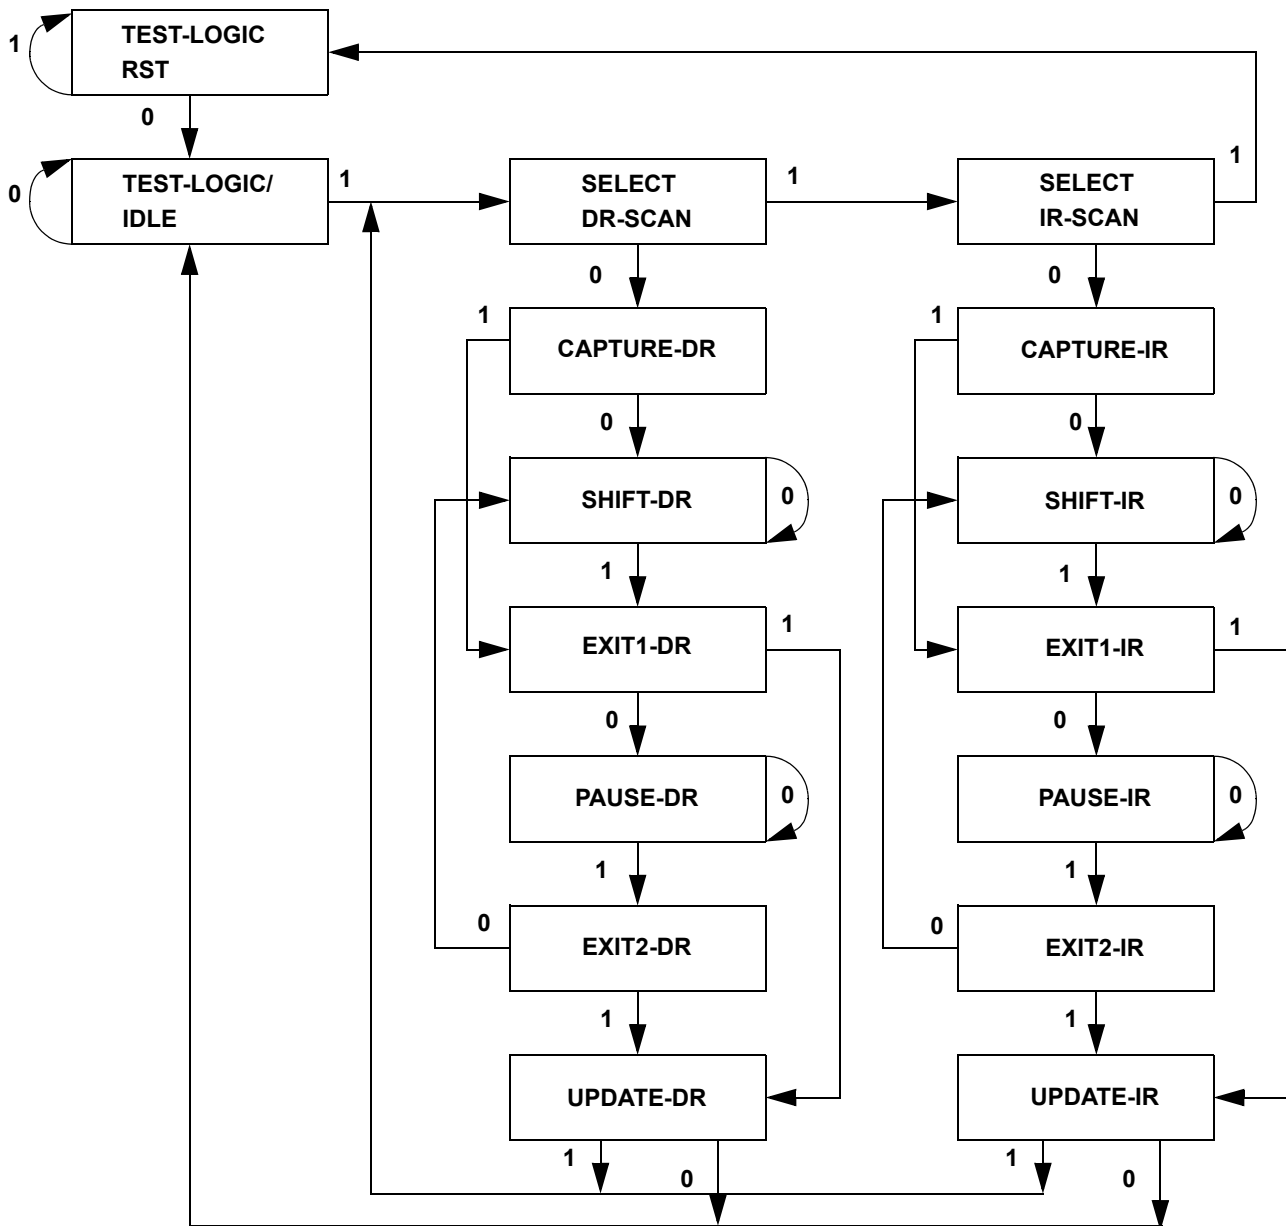 TEST-LOGIC
RST
1
0
TEST-LOGIC/
IDLE
0
1
SELECT
DR-SCAN
1
SELECT
IR-SCAN
1
0
0
1
CAPTURE-DR
1
CAPTURE-IR
0
0
SHIFT-DR
0
SHIFT-IR
0
1
1
EXIT1-DR
1
EXIT1-IR
1
0
0
PAUSE-DR
0
PAUSE-IR
0
1
1
0
EXIT2-DR
0
EXIT2-IR
1
1
UPDATE-DR
UPDATE-IR
1
0
1
0